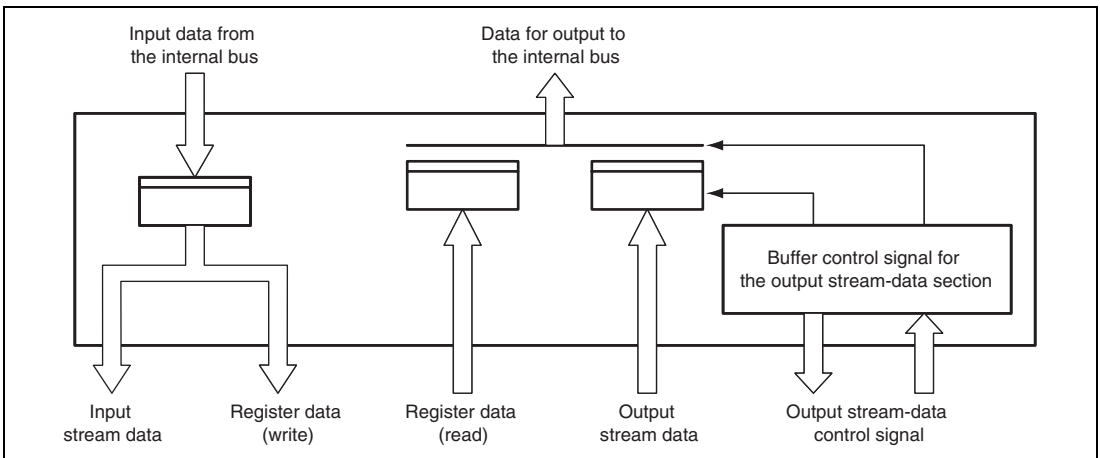 Input data from
the internal bus
Data for output to
the internal bus
Buffer control signal for
the output stream-data section
Input
stream data
Register data
(write)
Register data
(read)
Output
stream data
Output stream-data
control signal